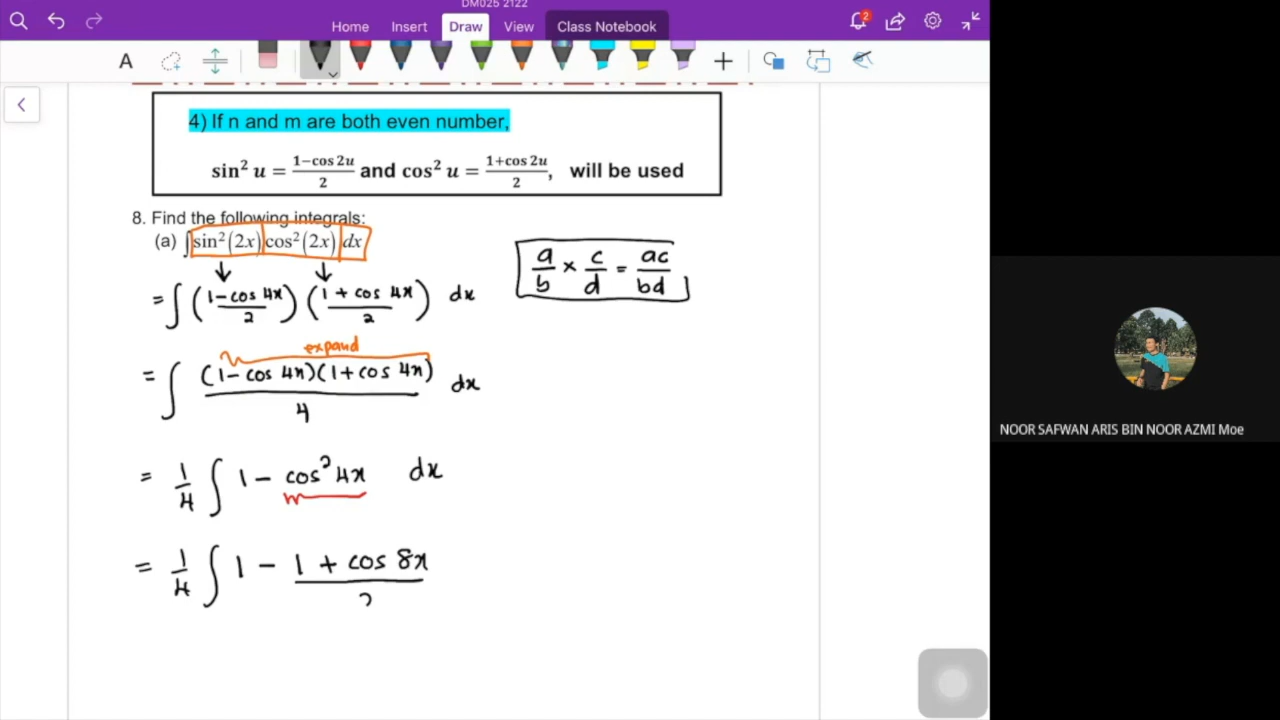 DM025 2122
Home Insert Draw View Class Notebook
2
A
4) If n and m are both even number,
sin² u = (1−cos 2u)/2 and cos² u = (1+cos 2u)/2, will be used
8. Find the following integrals:
(a) ∫ sin² (2x) cos² (2x) dx
a/b × c/d = ac/bd
= ∫ ((1 − cos 4x)/2) ((1 + cos 4x)/2) dx
expand
= ∫ (1 − cos 4x)(1 + cos 4x)/4 dx
= 1/4 ∫ 1 − cos² 4x dx
= 1/4 ∫ 1 − (1 + cos 8x)/2
NOOR SAFWAN ARIS BIN NOOR AZMI Moe